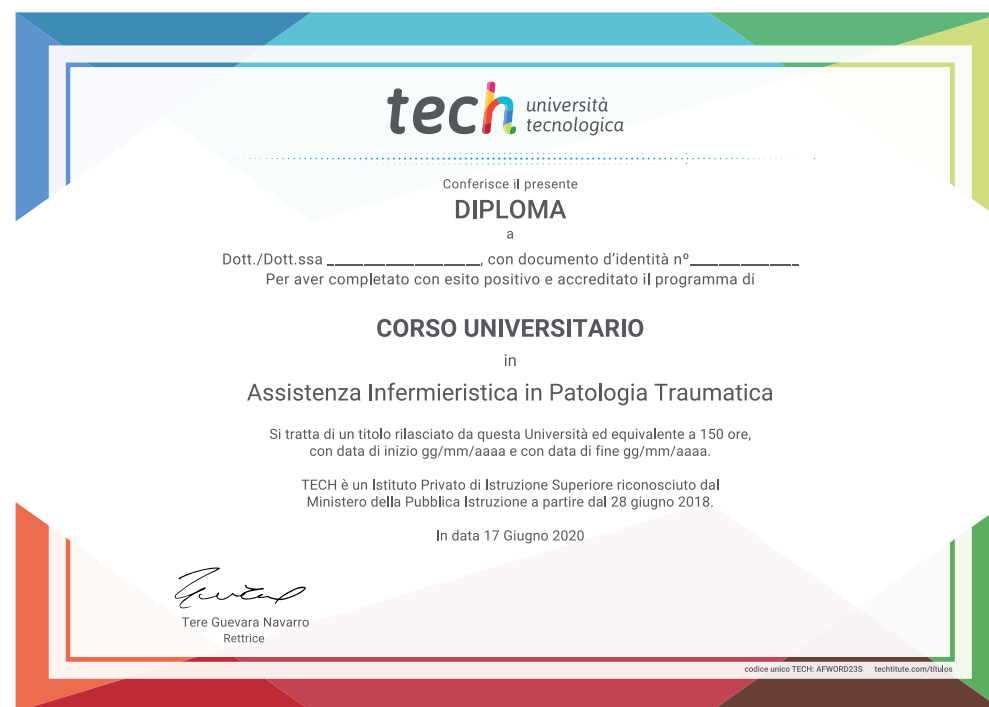 tech università
tecnologica
Conferisce il presente
DIPLOMA
a
Dott./Dott.ssa ____________________, con documento d'identità nº______________
Per aver completato con esito positivo e accreditato il programma di
CORSO UNIVERSITARIO
in
Assistenza Infermieristica in Patologia Traumatica
Si tratta di un titolo rilasciato da questa Università ed equivalente a 150 ore,
con data di inizio gg/mm/aaaa e con data di fine gg/mm/aaaa.
TECH è un Istituto Privato di Istruzione Superiore riconosciuto dal
Ministero della Pubblica Istruzione a partire dal 28 giugno 2018.
In data 17 Giugno 2020
Tere Guevara Navarro
Rettrice
codice unico TECH: AFWORD23S techtitute.com/títulos